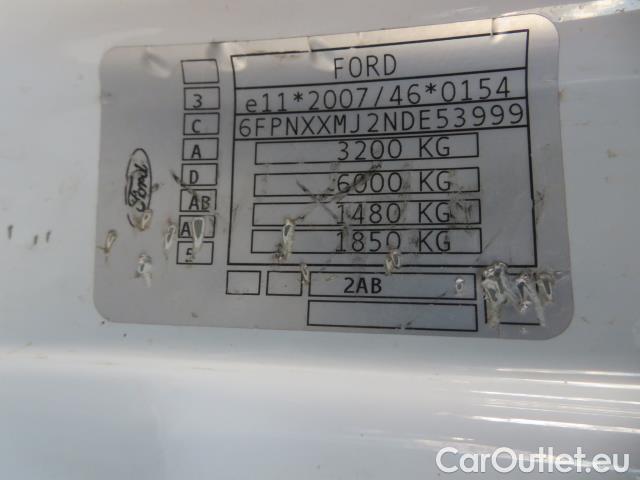 FORD
3 e11*2007/46*0154
C 6FPNXXMJ2NDE53999
A 3200 KG
Ford
D 6000 KG
AB 1480 KG
A 1850 KG
5
2AB
CarOutlet.eu